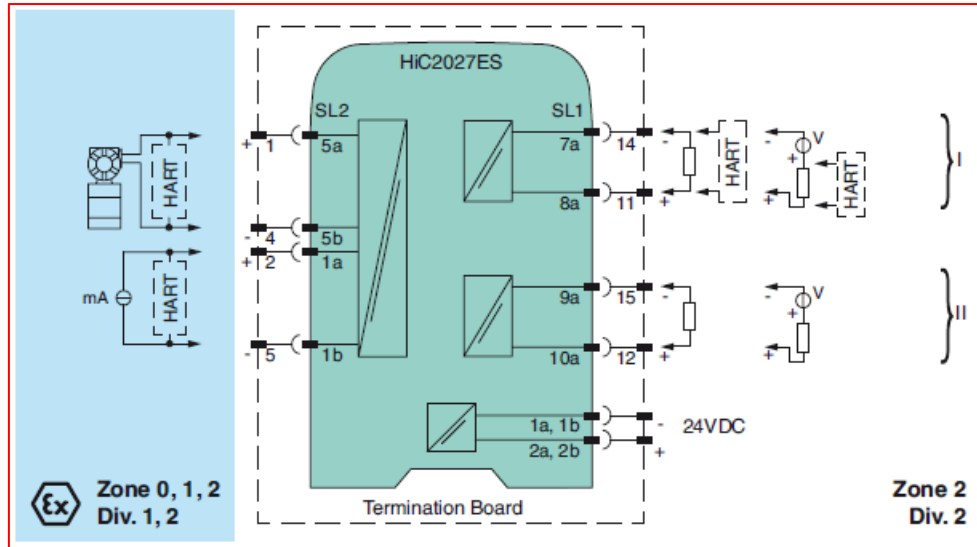 HiC2027ES
SL2
SL1
+ 1 5a
7a 14
-
HART
8a 11
+
HART
- V
+
+
HART
I
- 4 5b
+ 2 1a
mA
HART
- 5 1b
9a 15
-
10a 12
+
- V
+
+
II
1a, 1b
-
24VDC
2a, 2b
+
Ex
Zone 0, 1, 2
Div. 1, 2
Termination Board
Zone 2
Div. 2